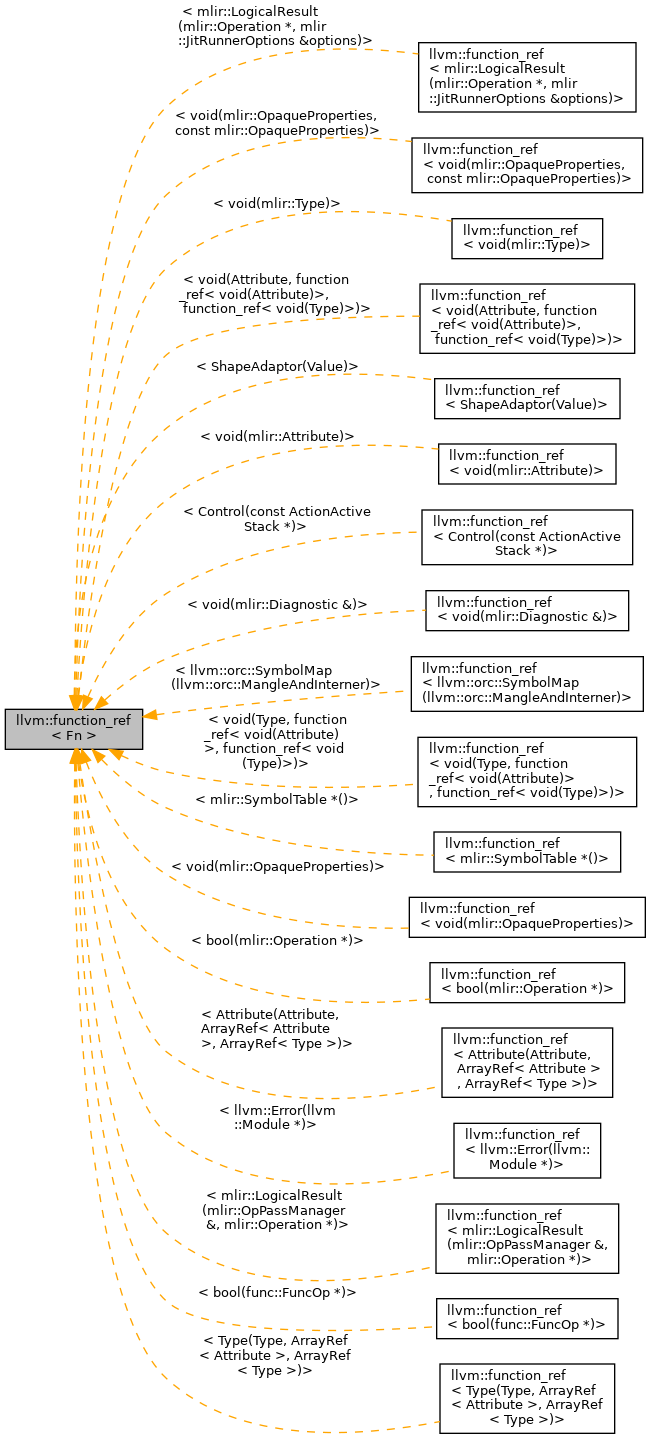 < mlir::LogicalResult
(mlir::Operation *, mlir
::JitRunnerOptions &options)>
llvm::function_ref
< mlir::LogicalResult
(mlir::Operation *, mlir
::JitRunnerOptions &options)>
< void(mlir::OpaqueProperties,
const mlir::OpaqueProperties)>
llvm::function_ref
< void(mlir::OpaqueProperties,
const mlir::OpaqueProperties)>
< void(mlir::Type)>
llvm::function_ref
< void(mlir::Type)>
< void(Attribute, function
_ref< void(Attribute)>,
function_ref< void(Type)>)>
llvm::function_ref
< void(Attribute, function
_ref< void(Attribute)>,
function_ref< void(Type)>)>
< ShapeAdaptor(Value)>
llvm::function_ref
< ShapeAdaptor(Value)>
< void(mlir::Attribute)>
llvm::function_ref
< void(mlir::Attribute)>
< Control(const ActionActive
Stack *)>
llvm::function_ref
< Control(const ActionActive
Stack *)>
< void(mlir::Diagnostic &)>
llvm::function_ref
< void(mlir::Diagnostic &)>
< llvm::orc::SymbolMap
(llvm::orc::MangleAndInterner)>
llvm::function_ref
< llvm::orc::SymbolMap
(llvm::orc::MangleAndInterner)>
llvm::function_ref
< Fn >
< void(Type, function
_ref< void(Attribute)
>, function_ref< void
(Type)>)>
llvm::function_ref
< void(Type, function
_ref< void(Attribute)>
, function_ref< void(Type)>)>
< mlir::SymbolTable *()>
llvm::function_ref
< mlir::SymbolTable *()>
< void(mlir::OpaqueProperties)>
llvm::function_ref
< void(mlir::OpaqueProperties)>
< bool(mlir::Operation *)>
llvm::function_ref
< bool(mlir::Operation *)>
< Attribute(Attribute,
ArrayRef< Attribute
>, ArrayRef< Type >)>
llvm::function_ref
< Attribute(Attribute,
ArrayRef< Attribute >
, ArrayRef< Type >)>
< llvm::Error(llvm
::Module *)>
llvm::function_ref
< llvm::Error(llvm::
Module *)>
< mlir::LogicalResult
(mlir::OpPassManager
&, mlir::Operation *)>
llvm::function_ref
< mlir::LogicalResult
(mlir::OpPassManager &,
mlir::Operation *)>
< bool(func::FuncOp *)>
llvm::function_ref
< bool(func::FuncOp *)>
< Type(Type, ArrayRef
< Attribute >, ArrayRef
< Type >)>
llvm::function_ref
< Type(Type, ArrayRef
< Attribute >, ArrayRef
< Type >)>